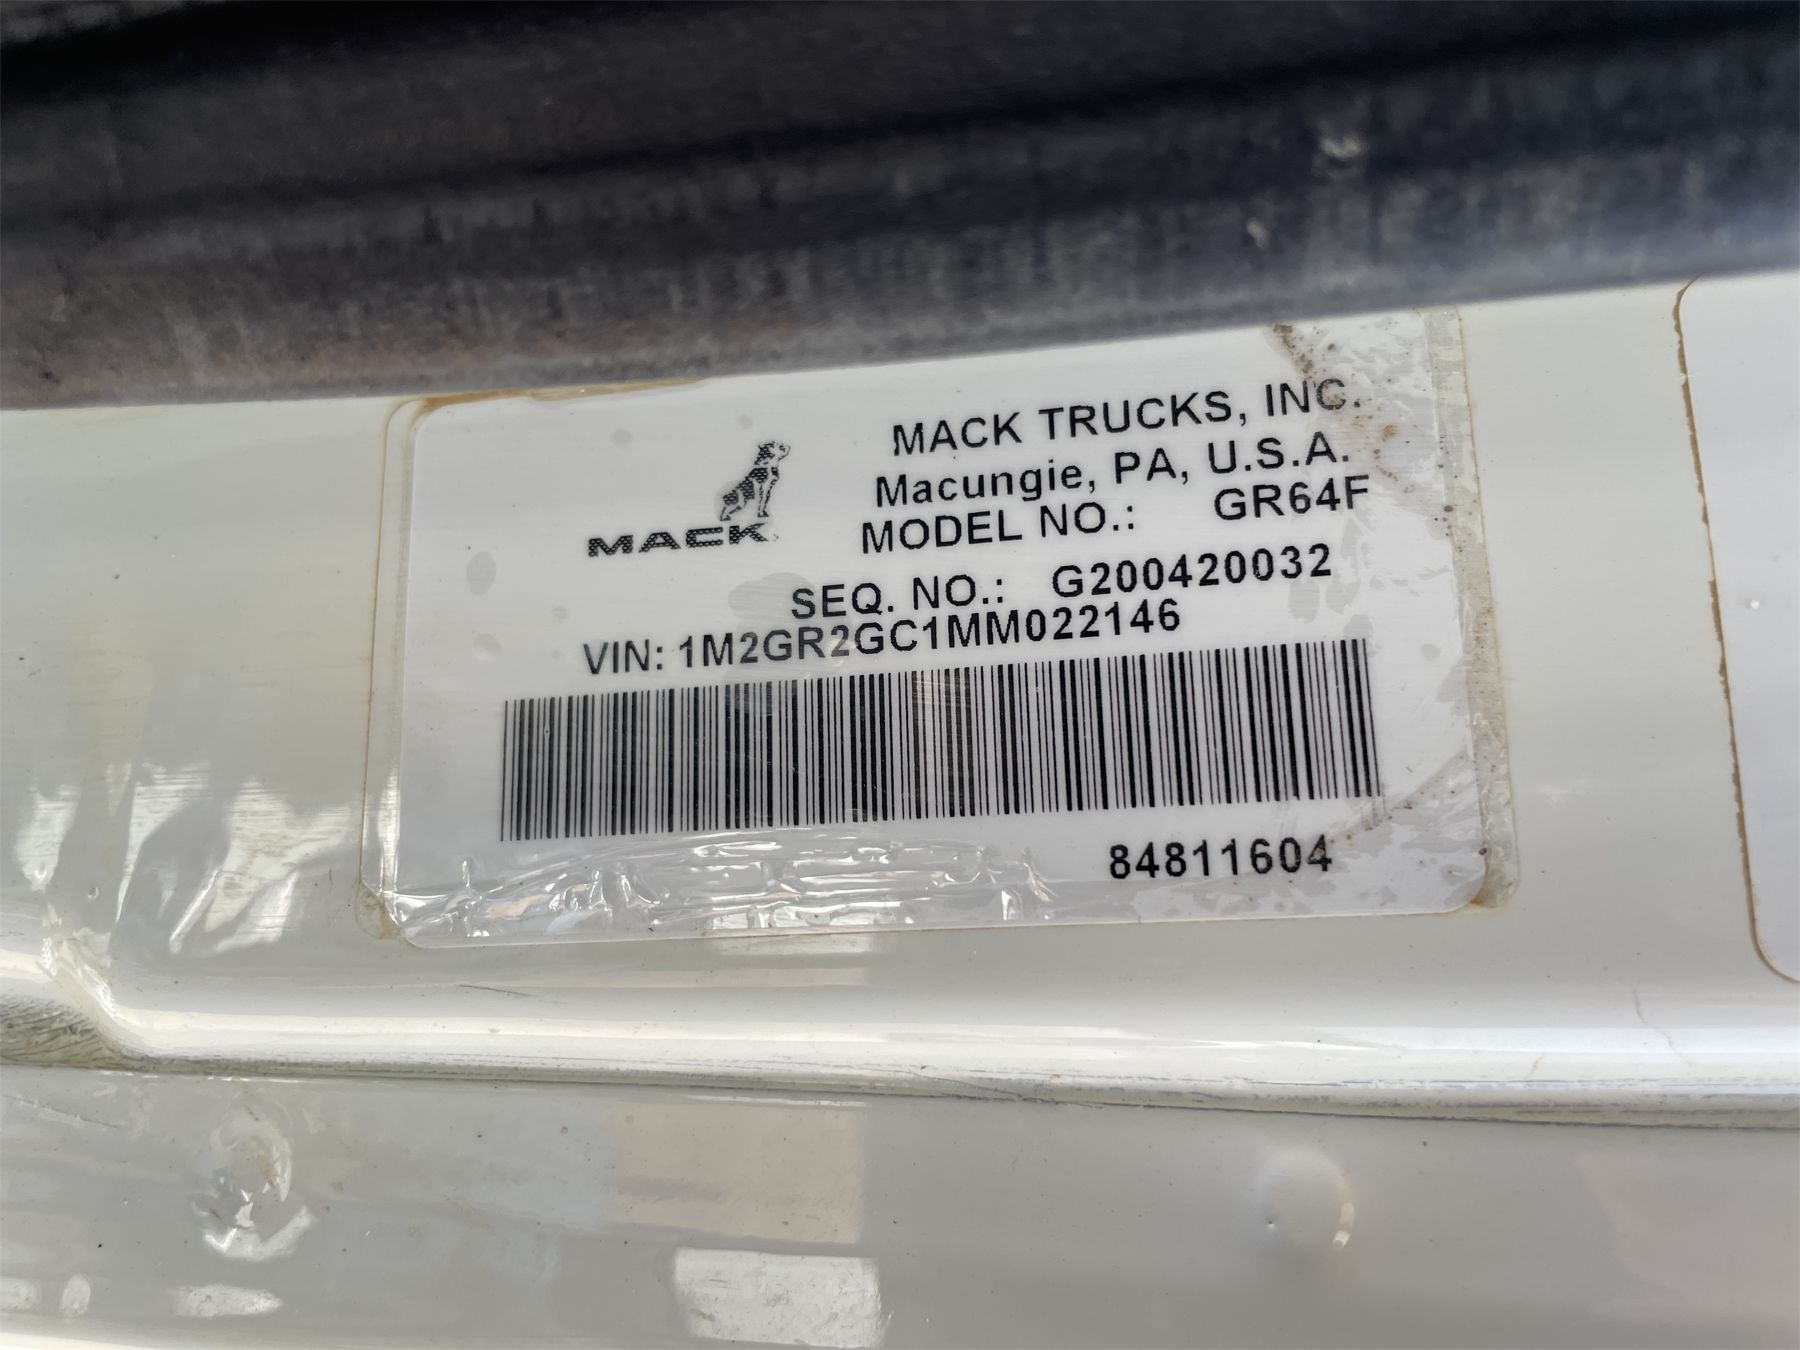 MACK
MACK TRUCKS, INC.
Macungie, PA, U.S.A.
MODEL NO.: GR64F
SEQ. NO.: G200420032
VIN: 1M2GR2GC1MM022146
84811604